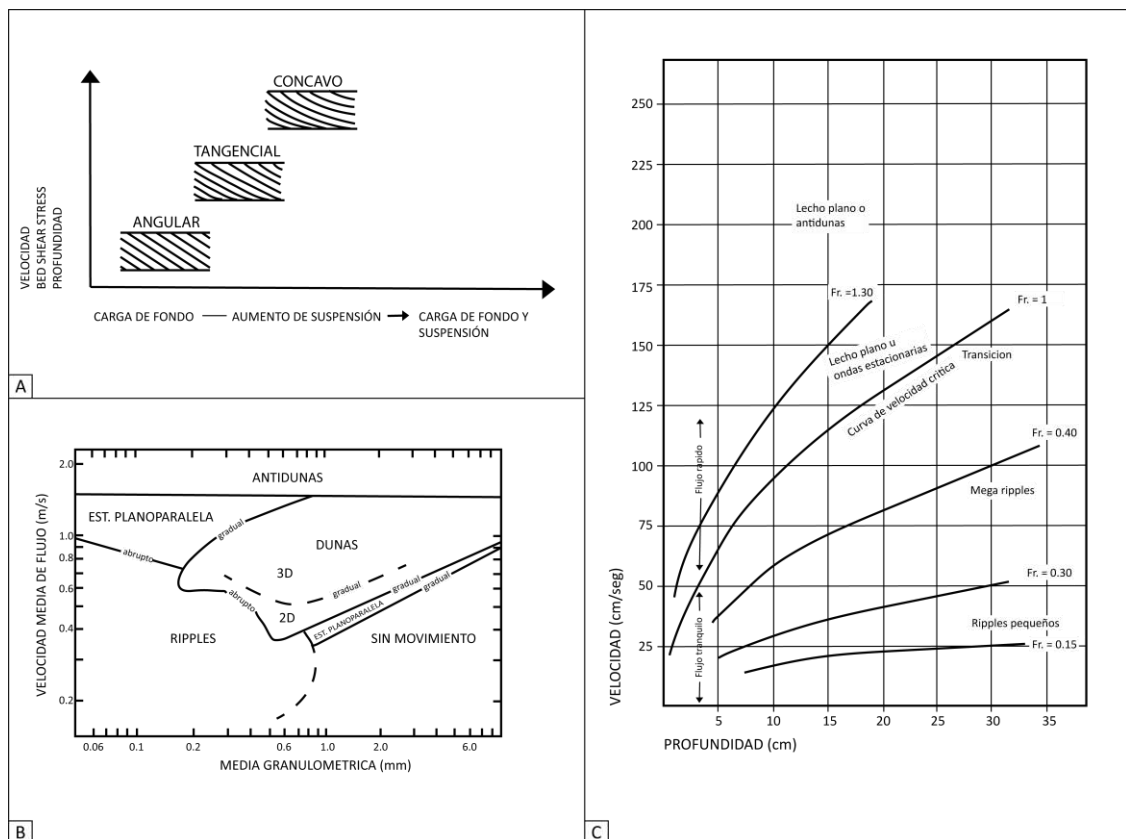 CONCAVO
TANGENCIAL
ANGULAR
VELOCIDAD
BED SHEAR STRESS
PROFUNDIDAD
CARGA DE FONDO
AUMENTO DE SUSPENSIÓN
CARGA DE FONDO Y
SUSPENSIÓN
A
2.0
1.0
0.8
0.6
0.4
0.2
VELOCIDAD MEDIA DE FLUJO (m/s)
ANTIDUNAS
EST. PLANOPARALELA
gradual
abrupto
DUNAS
3D
gradual
gradual
gradual
abrupto
2D
EST. PLANOPARALELA
RIPPLES
SIN MOVIMIENTO
0.06
0.1
0.2
0.6
1.0
2.0
6.0
MEDIA GRANULOMETRICA (mm)
B
250
225
200
175
150
125
100
75
50
25
VELOCIDAD (cm/seg)
Lecho plano o
antidunas
Fr. =1.30
Fr. = 1
Lecho plano u
ondas estacionarias
Transicion
Curva de velocidad critica
Fr. = 0.40
Flujo rapido
Mega ripples
Fr. = 0.30
Flujo tranquilo
Ripples pequeños
Fr. = 0.15
5
10
15
20
25
30
35
PROFUNDIDAD (cm)
C